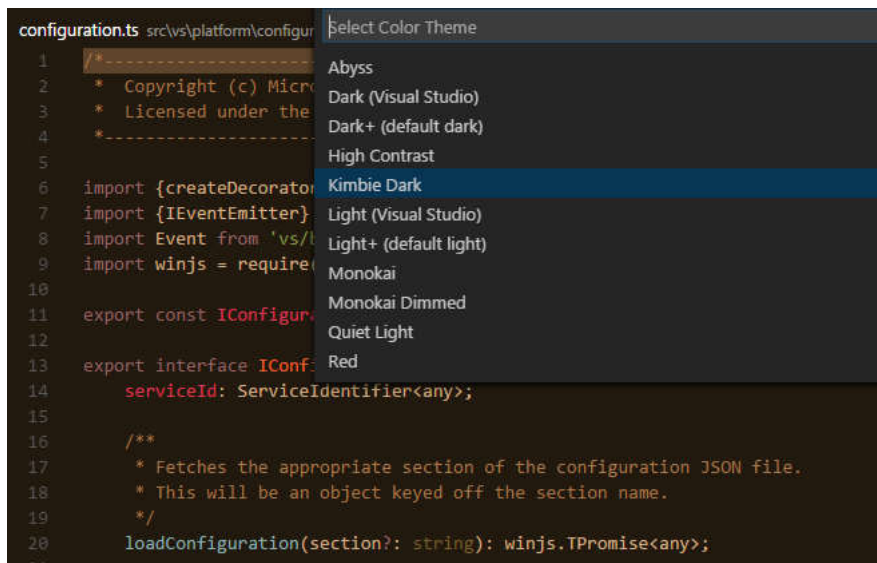 configuration.ts src\vs\platform\configur
Select Color Theme
Abyss
Dark (Visual Studio)
Dark+ (default dark)
High Contrast
Kimbie Dark
Light (Visual Studio)
Light+ (default light)
Monokai
Monokai Dimmed
Quiet Light
Red
1 /*----------------------
2 * Copyright (c) Micro
3 * Licensed under the
4 *----------------------
5
6 import {createDecorator
7 import {IEventEmitter}
8 import Event from 'vs/b
9 import winjs = require(
10
11 export const IConfigura
12
13 export interface IConf
14 serviceId: ServiceIdentifier<any>;
15
16 /**
17 * Fetches the appropriate section of the configuration JSON file.
18 * This will be an object keyed off the section name.
19 */
20 loadConfiguration(section?: string): winjs.TPromise<any>;